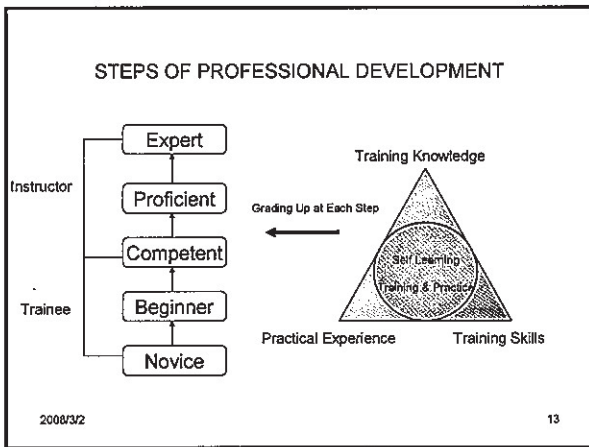 STEPS OF PROFESSIONAL DEVELOPMENT
Expert
Instructor
Proficient
Competent
Trainee
Beginner
Novice
Grading Up at Each Step
Training Knowledge
Self Learning
Training & Practice
Practical Experience
Training Skills
2008/3/2
13